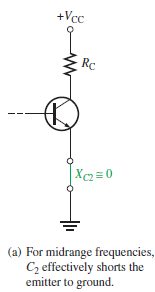 +VCC
RC
XC2 ≅ 0
(a) For midrange frequencies,
C2 effectively shorts the
emitter to ground.